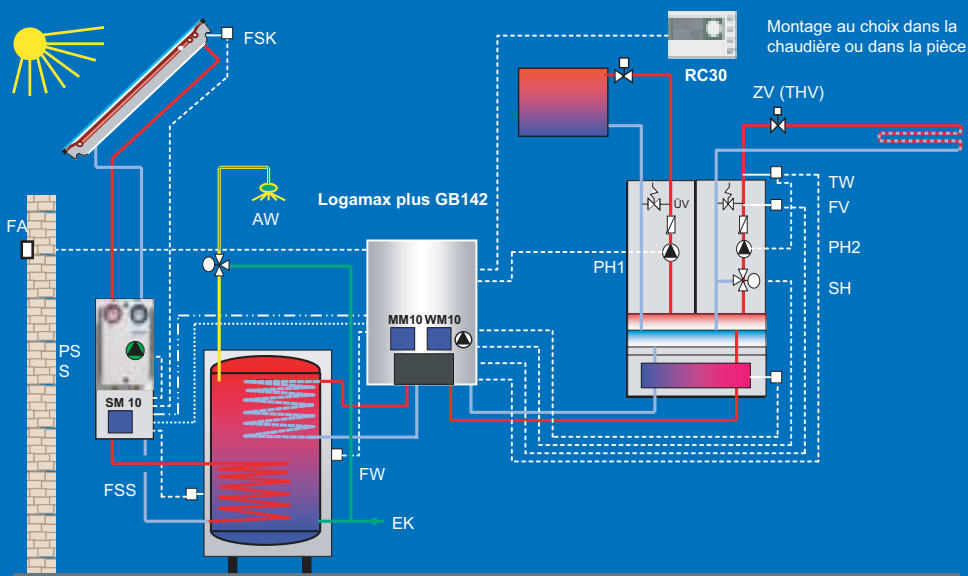 FSK
RC30
Montage au choix dans la
chaudière ou dans la pièce
ZV (THV)
AW
Logamax plus GB142
FA
ÜV
TW
FV
PH1
PH2
SH
MM10 WM10
PS
S
SM 10
FSS
FW
EK